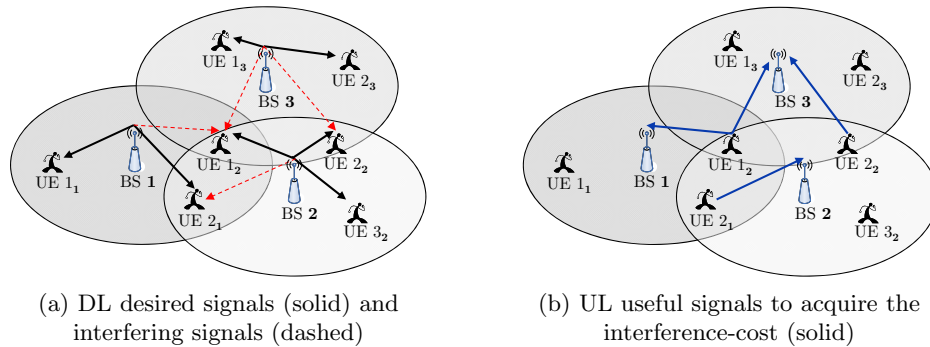 UE 1₃
UE 2₃
BS 3
UE 1₁
BS 1
UE 1₂
UE 2₂
UE 2₁
BS 2
UE 3₂
(a) DL desired signals (solid) and
interfering signals (dashed)
UE 1₃
UE 2₃
BS 3
UE 1₁
BS 1
UE 1₂
UE 2₂
UE 2₁
BS 2
UE 3₂
(b) UL useful signals to acquire the
interference-cost (solid)